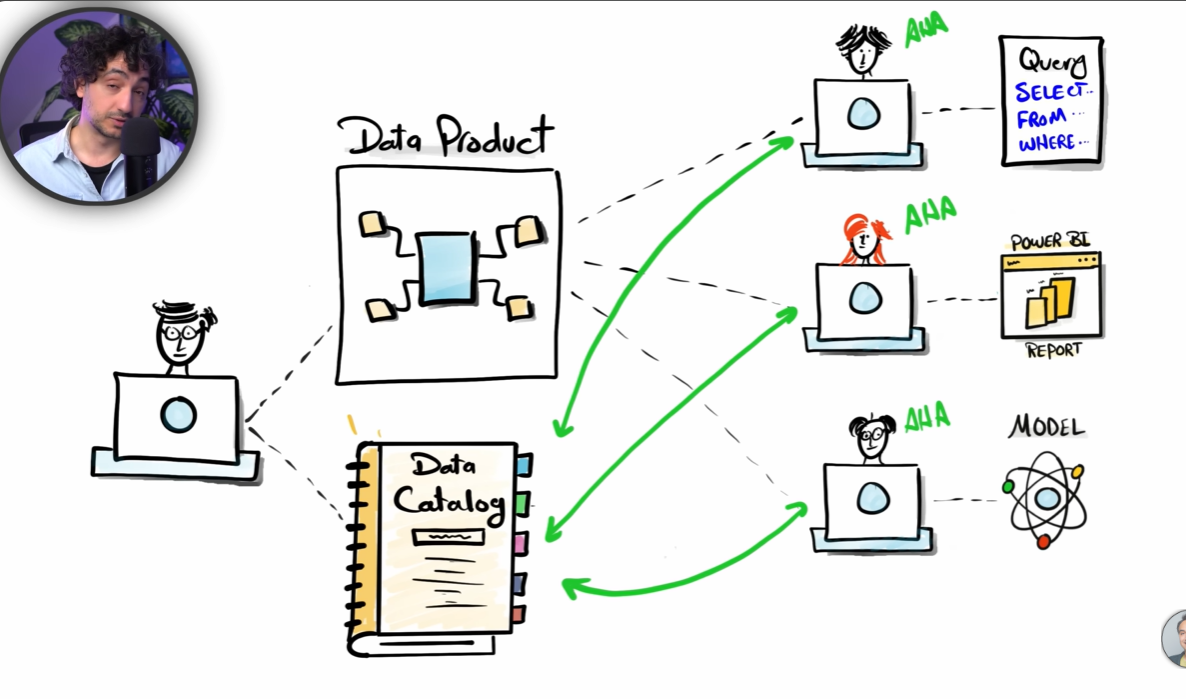 Data Product
Data
Catalog
AHA
Query
SELECT..
FROM...
WHERE...
AHA
POWER BI
REPORT
AHA
MODEL